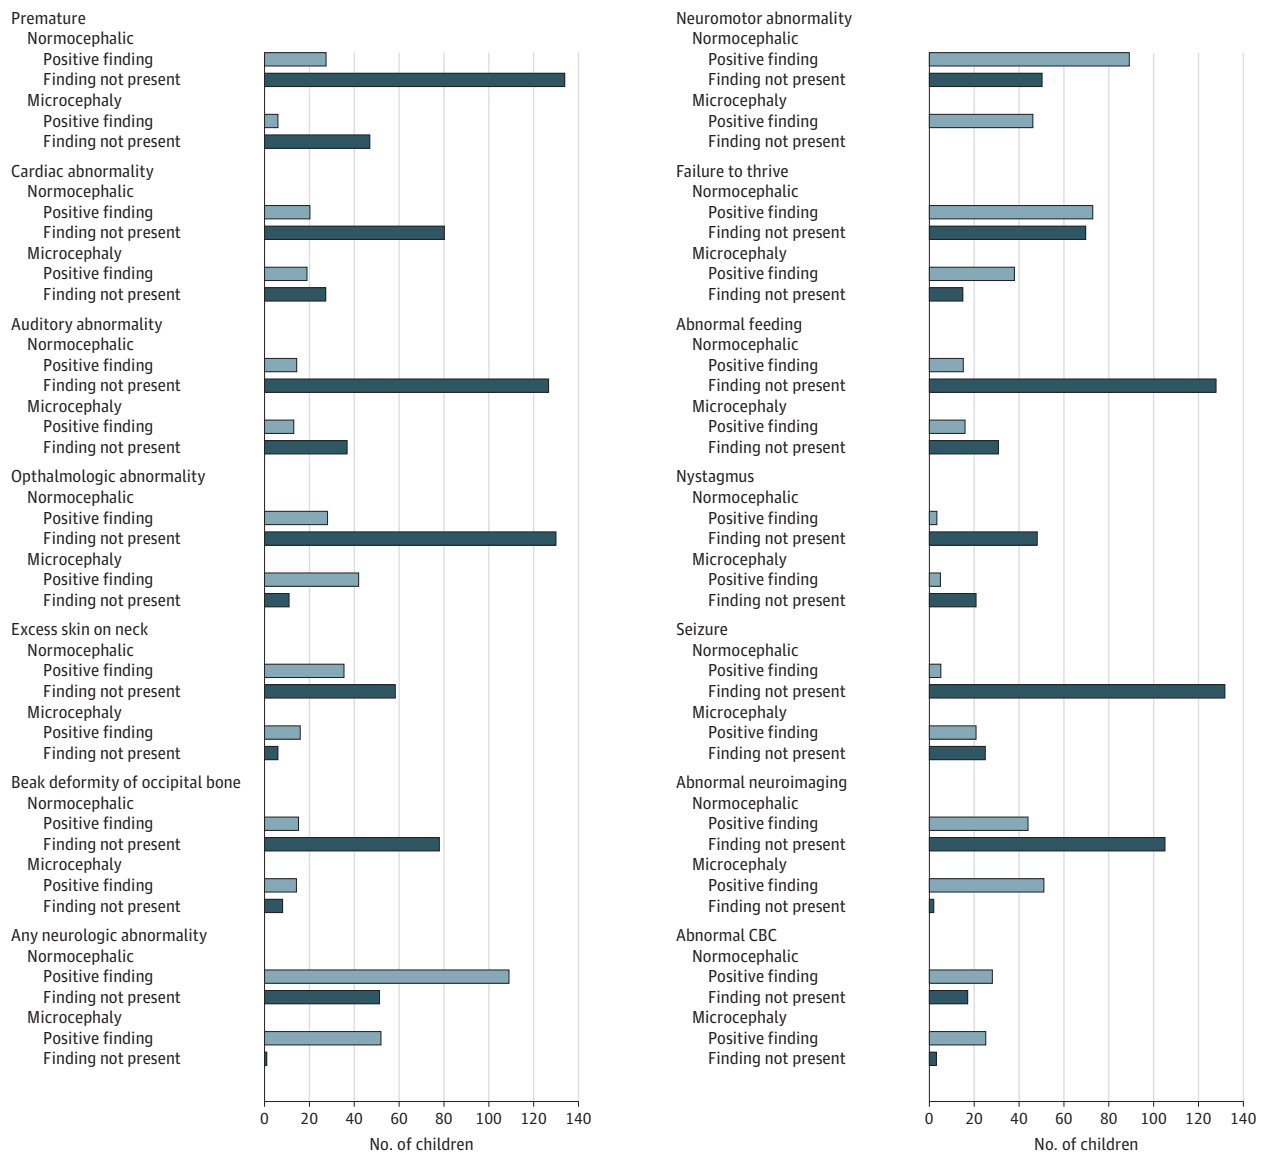 Premature
Normocephalic
Positive finding
Finding not present
Microcephaly
Positive finding
Finding not present
Cardiac abnormality
Normocephalic
Positive finding
Finding not present
Microcephaly
Positive finding
Finding not present
Auditory abnormality
Normocephalic
Positive finding
Finding not present
Microcephaly
Positive finding
Finding not present
Opthalmologic abnormality
Normocephalic
Positive finding
Finding not present
Microcephaly
Positive finding
Finding not present
Excess skin on neck
Normocephalic
Positive finding
Finding not present
Microcephaly
Positive finding
Finding not present
Beak deformity of occipital bone
Normocephalic
Positive finding
Finding not present
Microcephaly
Positive finding
Finding not present
Any neurologic abnormality
Normocephalic
Positive finding
Finding not present
Microcephaly
Positive finding
Finding not present
0 20 40 60 80 100 120 140
No. of children
Neuromotor abnormality
Normocephalic
Positive finding
Finding not present
Microcephaly
Positive finding
Finding not present
Failure to thrive
Normocephalic
Positive finding
Finding not present
Microcephaly
Positive finding
Finding not present
Abnormal feeding
Normocephalic
Positive finding
Finding not present
Microcephaly
Positive finding
Finding not present
Nystagmus
Normocephalic
Positive finding
Finding not present
Microcephaly
Positive finding
Finding not present
Seizure
Normocephalic
Positive finding
Finding not present
Microcephaly
Positive finding
Finding not present
Abnormal neuroimaging
Normocephalic
Positive finding
Finding not present
Microcephaly
Positive finding
Finding not present
Abnormal CBC
Normocephalic
Positive finding
Finding not present
Microcephaly
Positive finding
Finding not present
0 20 40 60 80 100 120 140
No. of children